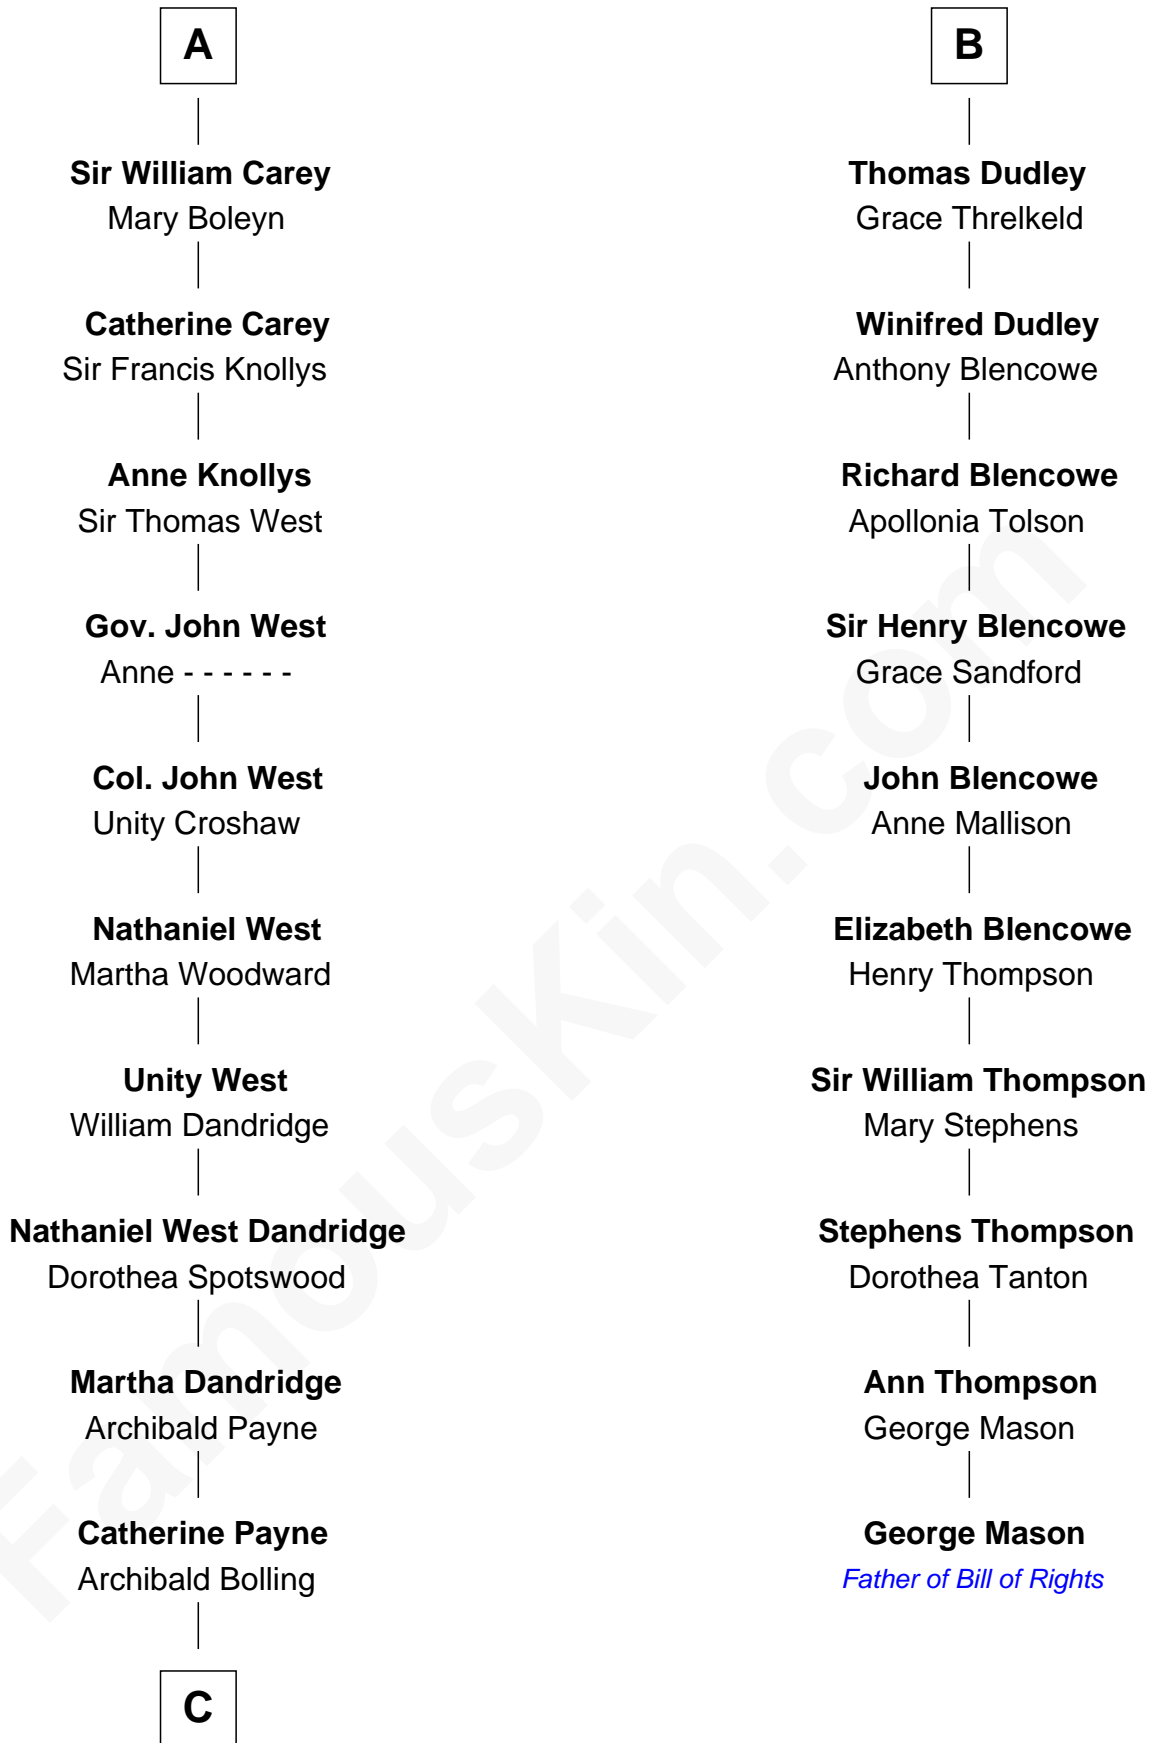 A
Sir William Carey
Mary Boleyn
Catherine Carey
Sir Francis Knollys
Anne Knollys
Sir Thomas West
Gov. John West
Anne - - - - - -
Col. John West
Unity Croshaw
Nathaniel West
Martha Woodward
Unity West
William Dandridge
Nathaniel West Dandridge
Dorothea Spotswood
Martha Dandridge
Archibald Payne
Catherine Payne
Archibald Bolling
C
B
Thomas Dudley
Grace Threlkeld
Winifred Dudley
Anthony Blencowe
Richard Blencowe
Apollonia Tolson
Sir Henry Blencowe
Grace Sandford
John Blencowe
Anne Mallison
Elizabeth Blencowe
Henry Thompson
Sir William Thompson
Mary Stephens
Stephens Thompson
Dorothea Tanton
Ann Thompson
George Mason
George Mason
Father of Bill of Rights
FamousKin.com